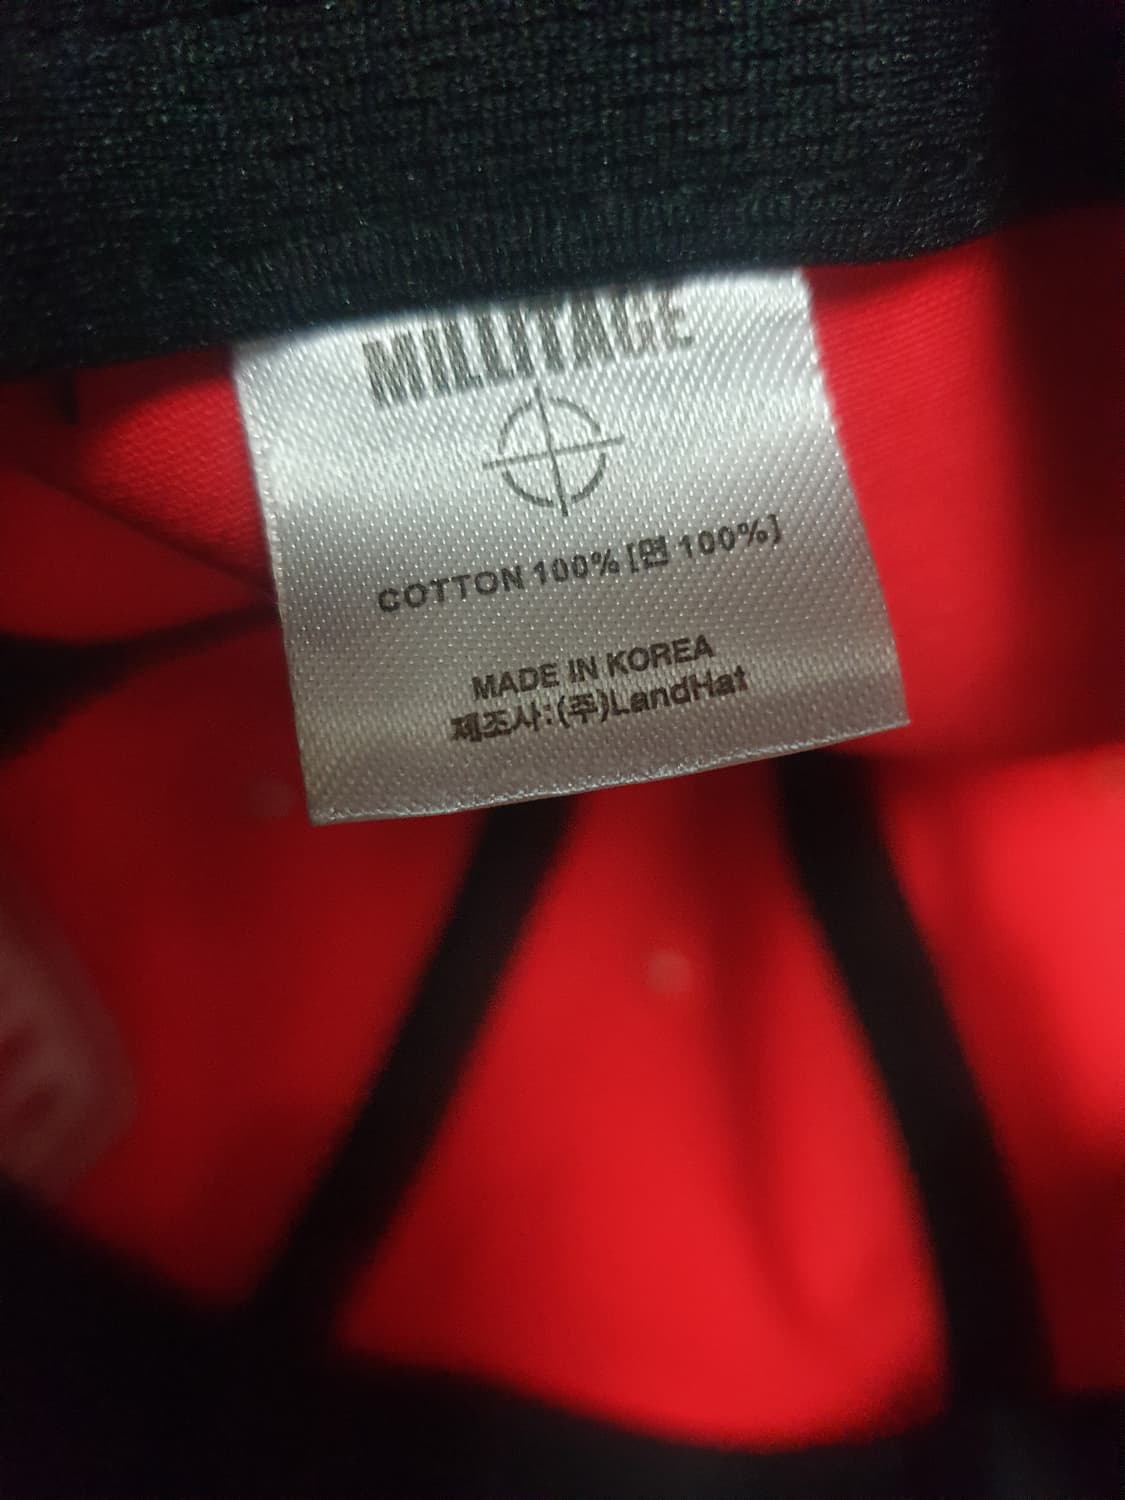 MILLITAGE
COTTON 100% [면 100%]
MADE IN KOREA
제조사:(주)LandHat